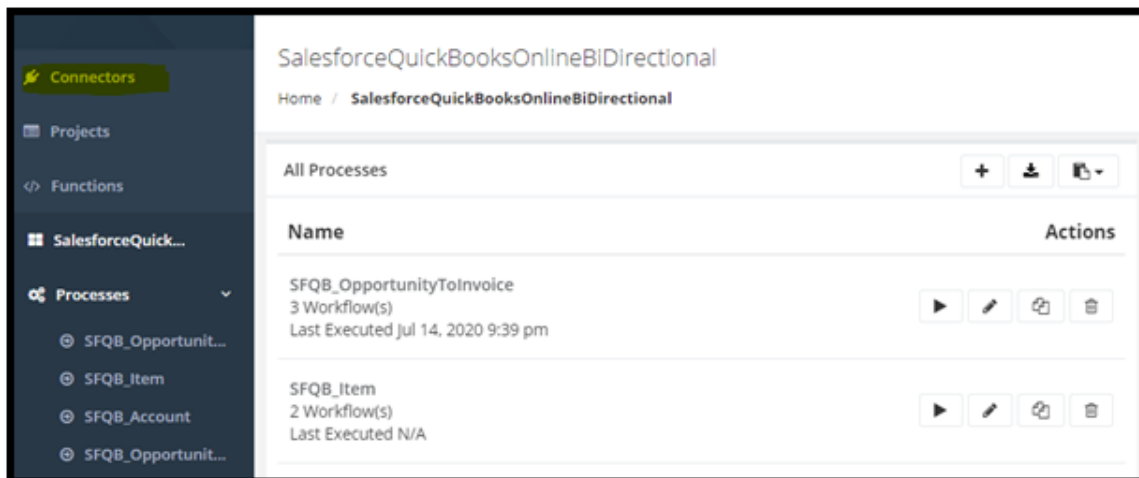 Connectors
Projects
Functions
SalesforceQuick...
Processes
SFQB_Opportunit...
SFQB_Item
SFQB_Account
SFQB_Opportunit...
SalesforceQuickBooksOnlineBiDirectional
Home / SalesforceQuickBooksOnlineBiDirectional
All Processes
Name Actions
SFQB_OpportunityToInvoice
3 Workflow(s)
Last Executed Jul 14, 2020 9:39 pm
SFQB_Item
2 Workflow(s)
Last Executed N/A